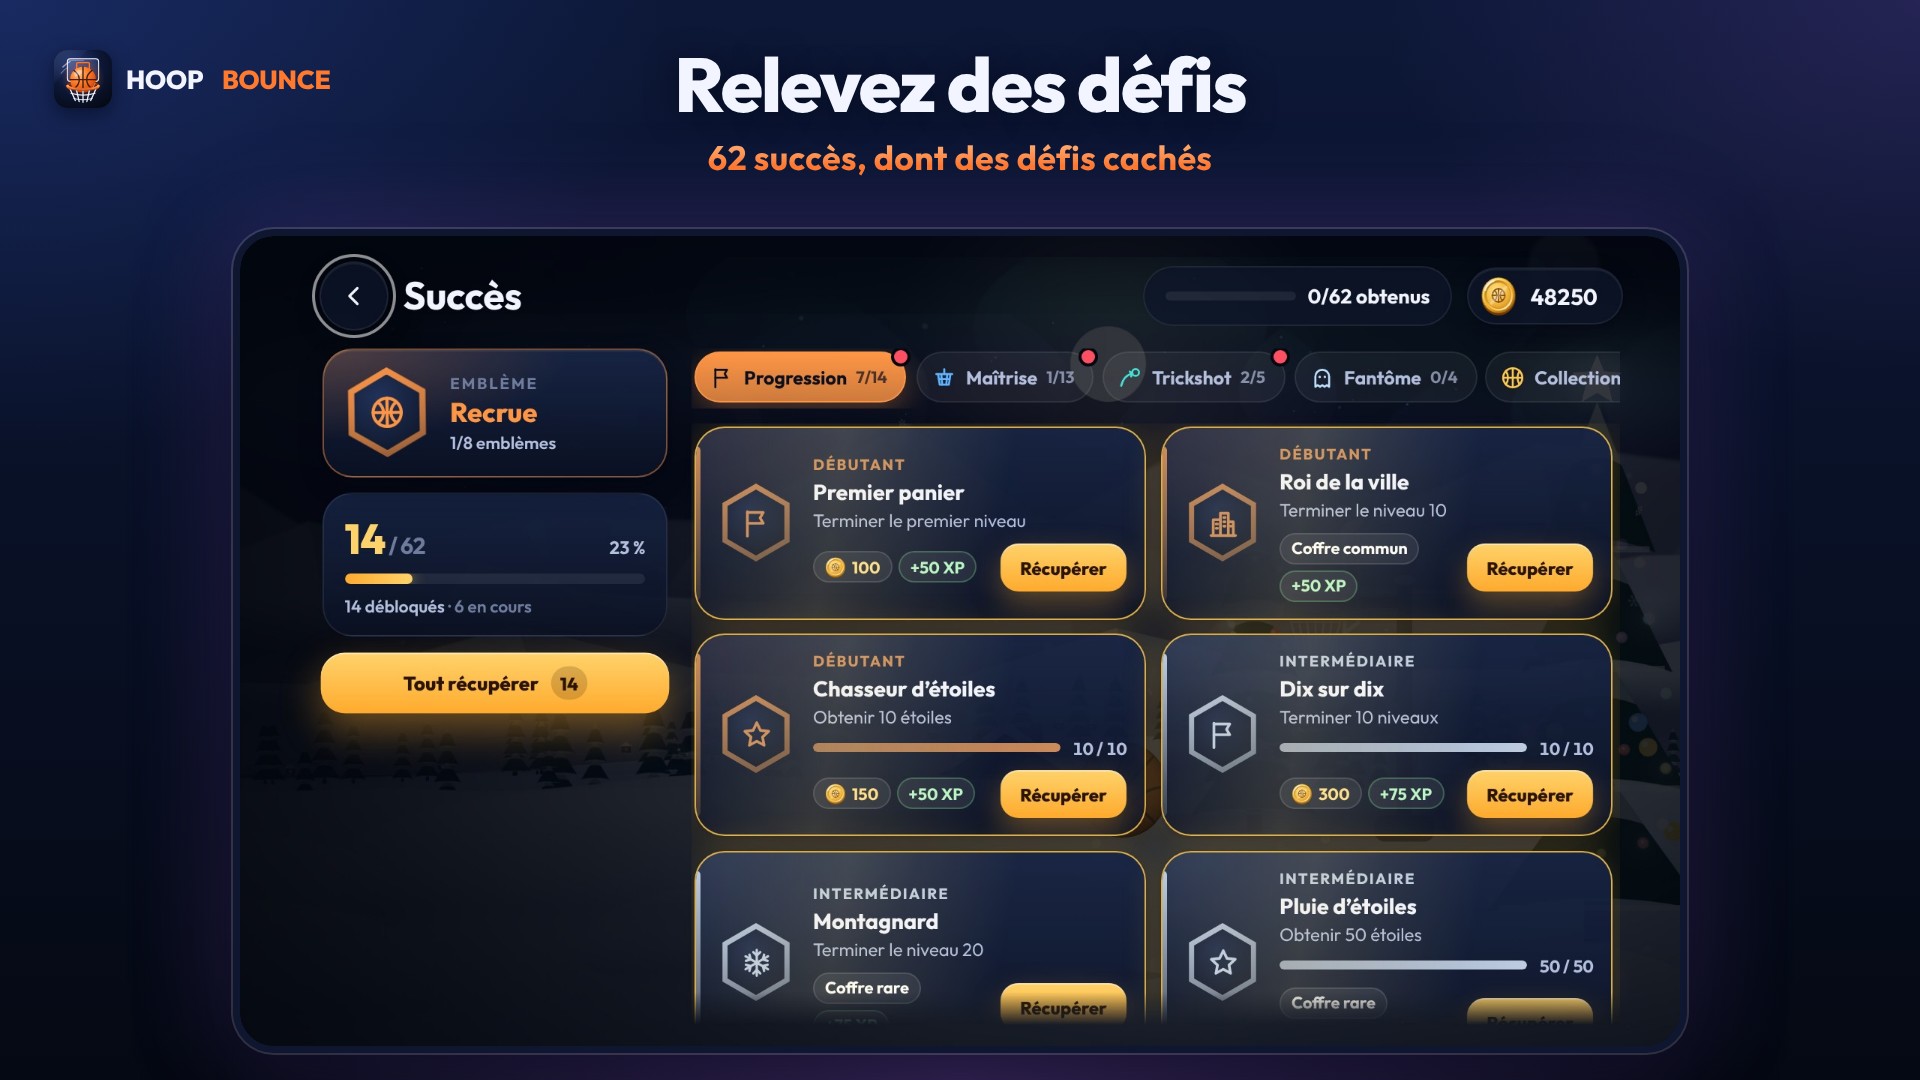 HOOP BOUNCE
Relevez des défis
62 succès, dont des défis cachés
Succès
0/62 obtenus
48250
EMBLÈME
Recrue
1/8 emblèmes
14/62
23 %
14 débloqués · 6 en cours
Tout récupérer 14
Progression 7/14
Maîtrise 1/13
Trickshot 2/5
Fantôme 0/4
Collection
DÉBUTANT
Premier panier
Terminer le premier niveau
100
+50 XP
Récupérer
DÉBUTANT
Roi de la ville
Terminer le niveau 10
Coffre commun
+50 XP
Récupérer
DÉBUTANT
Chasseur d’étoiles
Obtenir 10 étoiles
10 / 10
150
+50 XP
Récupérer
INTERMÉDIAIRE
Dix sur dix
Terminer 10 niveaux
10 / 10
300
+75 XP
Récupérer
INTERMÉDIAIRE
Montagnard
Terminer le niveau 20
Coffre rare
+75 XP
Récupérer
INTERMÉDIAIRE
Pluie d’étoiles
Obtenir 50 étoiles
50 / 50
Coffre rare
Récupérer